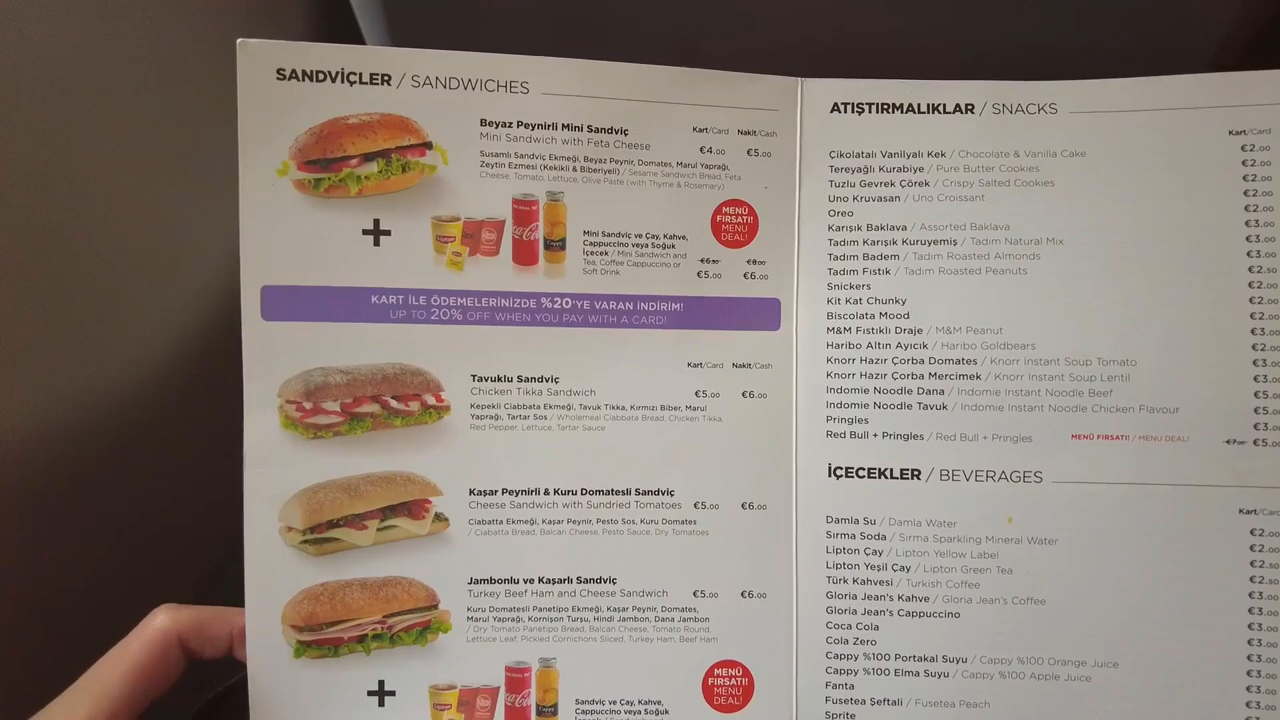 SANDVİÇLER / SANDWICHES
Beyaz Peynirli Mini Sandviç
Mini Sandwich with Feta Cheese
Kart/Card Nakit/Cash
€4.00 €5.00
Susamlı Sandviç Ekmeği, Beyaz Peynir, Domates, Marul Yaprağı,
Zeytin Ezmesi (Kekikli & Biberiyeli) / Sesame Sandwich Bread, Feta
Cheese, Tomato, Lettuce, Olive Paste (with Thyme & Rosemary)
+
Lipton
Coca-Cola
Cappy
MENÜ
FIRSATI!
MENU
DEAL!
Mini Sandviç ve Çay, Kahve,
Cappuccino veya Soğuk
İçecek / Mini Sandwich and
Tea, Coffee Cappuccino or
Soft Drink
€6.50 €8.00
€5.00 €6.00
KART İLE ÖDEMELERİNİZDE %20'YE VARAN İNDİRİM!
UP TO 20% OFF WHEN YOU PAY WITH A CARD!
Kart/Card Nakit/Cash
Tavuklu Sandviç
Chicken Tikka Sandwich €5.00 €6.00
Kepekli Ciabbata Ekmeği, Tavuk Tikka, Kırmızı Biber, Marul
Yaprağı, Tartar Sos / Wholemeal Ciabbata Bread, Chicken Tikka,
Red Pepper, Lettuce, Tartar Sauce
Kaşar Peynirli & Kuru Domatesli Sandviç
Cheese Sandwich with Sundried Tomatoes €5.00 €6.00
Ciabatta Ekmeği, Kaşar Peynir, Pesto Sos, Kuru Domates
/ Ciabatta Bread, Balcan Cheese, Pesto Sauce, Dry Tomatoes
Jambonlu ve Kaşarlı Sandviç
Turkey Beef Ham and Cheese Sandwich €5.00 €6.00
Kuru Domatesli Panetipo Ekmeği, Kaşar Peynir, Domates,
Marul Yaprağı, Kornişon Turşu, Hindi Jambon, Dana Jambon
/ Dry Tomato Panetipo Bread, Balcan Cheese, Tomato Round,
Lettuce Leaf, Pickled Cornichons Sliced, Turkey Ham, Beef Ham
+
Lipton
Coca-Cola
Cappy
MENÜ
FIRSATI!
MENU
DEAL!
Sandviç ve Çay, Kahve,
Cappuccino veya Soğuk
ATIŞTIRMALIKLAR / SNACKS
Kart/Card
Çikolatalı Vanilyalı Kek / Chocolate & Vanilla Cake €2.00
Tereyağlı Kurabiye / Pure Butter Cookies €2.00
Tuzlu Gevrek Çörek / Crispy Salted Cookies €2.00
Uno Kruvasan / Uno Croissant €2.00
Oreo €2.00
Karışık Baklava / Assorted Baklava €3.00
Tadım Karışık Kuruyemiş / Tadım Natural Mix €3.00
Tadım Badem / Tadım Roasted Almonds €3.00
Tadım Fıstık / Tadım Roasted Peanuts €2.50
Snickers €2.00
Kit Kat Chunky €2.00
Biscolata Mood €2.00
M&M Fıstıklı Draje / M&M Peanut €3.00
Haribo Altın Ayıcık / Haribo Goldbears €2.00
Knorr Hazır Çorba Domates / Knorr Instant Soup Tomato €3.00
Knorr Hazır Çorba Mercimek / Knorr Instant Soup Lentil €3.00
Indomie Noodle Dana / Indomie Instant Noodle Beef €5.00
Indomie Noodle Tavuk / Indomie Instant Noodle Chicken Flavour €5.00
Pringles €3.00
Red Bull + Pringles / Red Bull + Pringles MENÜ FIRSATI! / MENU DEAL! €7.00 €5.00
İÇECEKLER / BEVERAGES
Kart/Card
Damla Su / Damla Water €2.00
Sırma Soda / Sırma Sparkling Mineral Water €2.00
Lipton Çay / Lipton Yellow Label €2.50
Lipton Yeşil Çay / Lipton Green Tea €2.50
Türk Kahvesi / Turkish Coffee €3.00
Gloria Jean's Kahve / Gloria Jean's Coffee €3.00
Gloria Jean's Cappuccino €3.00
Coca Cola €3.00
Cola Zero €3.00
Cappy %100 Portakal Suyu / Cappy %100 Orange Juice €3.00
Cappy %100 Elma Suyu / Cappy %100 Apple Juice €3.00
Fanta €3.00
Fusetea Şeftali / Fusetea Peach €3.00
Sprite